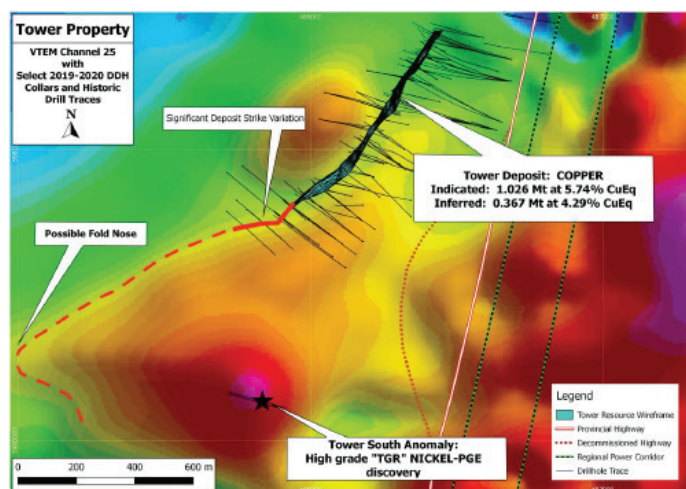 Tower Property
VTEM Channel 25
with
Select 2019-2020 DDH
Collars and Historic
Drill Traces
N
Significant Deposit Strike Variation
Tower Deposit: COPPER
Indicated: 1.026 Mt at 5.74% CuEq
Inferred: 0.367 Mt at 4.29% CuEq
Possible Fold Nose
Tower South Anomaly:
High grade "TGR" NICKEL-PGE
discovery
Legend
Tower Resource Wireframe
Provincial Highway
Decommissioned Highway
Regional Power Corridor
Drillhole Trace
0 200 400 600 m